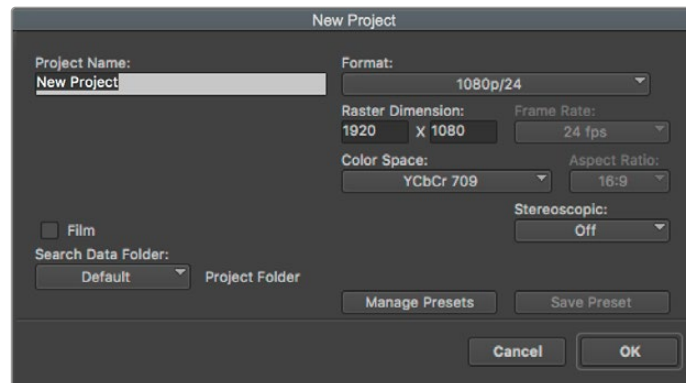 New Project
Project Name:
New Project
Format:
1080p/24
Raster Dimension:
1920 X 1080
Frame Rate:
24 fps
Color Space:
YCbCr 709
Aspect Ratio:
16:9
Stereoscopic:
Off
Film
Search Data Folder:
Default
Project Folder
Manage Presets
Save Preset
Cancel
OK